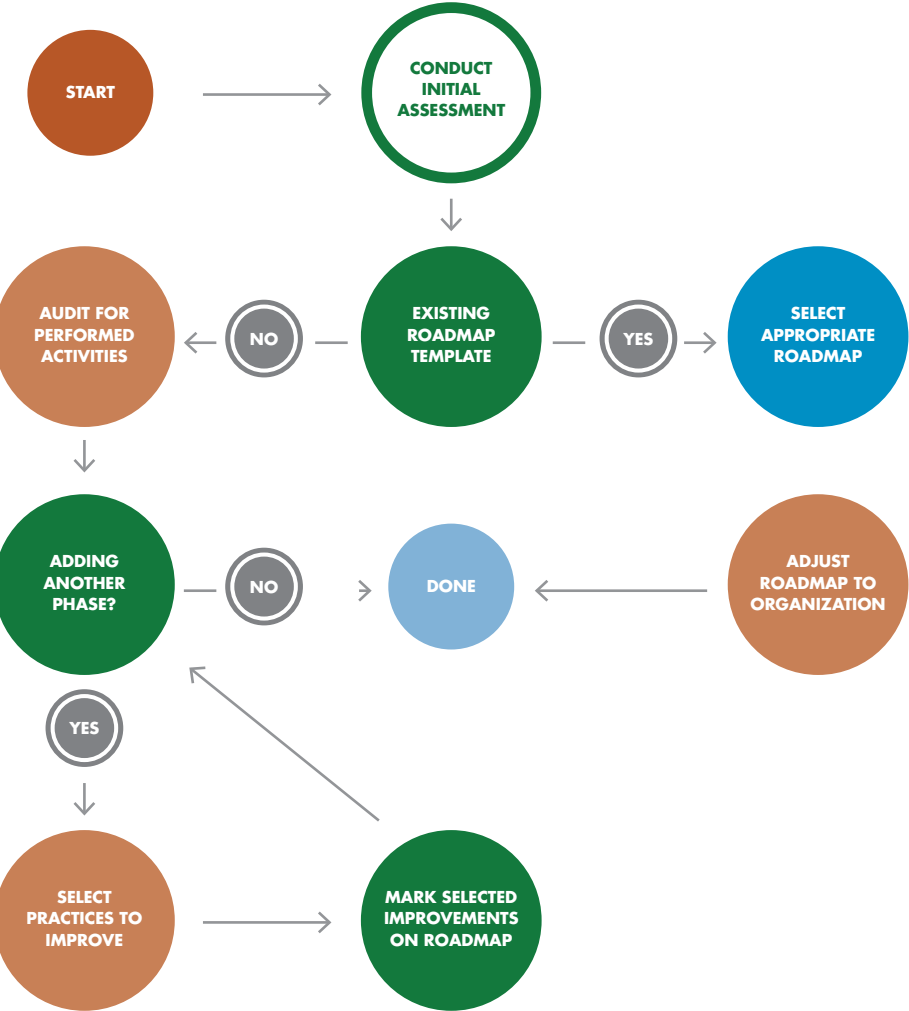 START
CONDUCT
INITIAL
ASSESSMENT
AUDIT FOR
PERFORMED
ACTIVITIES
NO
EXISTING
ROADMAP
TEMPLATE
YES
SELECT
APPROPRIATE
ROADMAP
ADDING
ANOTHER
PHASE?
NO
DONE
ADJUST
ROADMAP TO
ORGANIZATION
YES
SELECT
PRACTICES TO
IMPROVE
MARK SELECTED
IMPROVEMENTS
ON ROADMAP